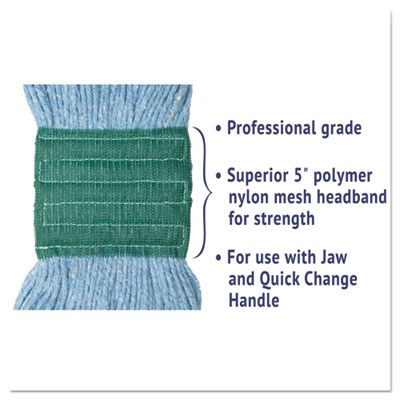 • Professional grade
• Superior 5" polymer
nylon mesh headband
for strength
• For use with Jaw
and Quick Change
Handle